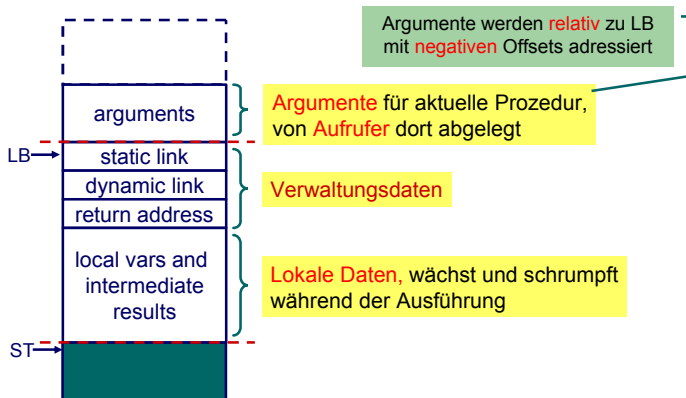 Argumente werden relativ zu LB
mit negativen Offsets adressiert
arguments
Argumente für aktuelle Prozedur,
von Aufrufer dort abgelegt
LB
static link
dynamic link
return address
Verwaltungsdaten
local vars and
intermediate
results
Lokale Daten, wächst und schrumpft
während der Ausführung
ST